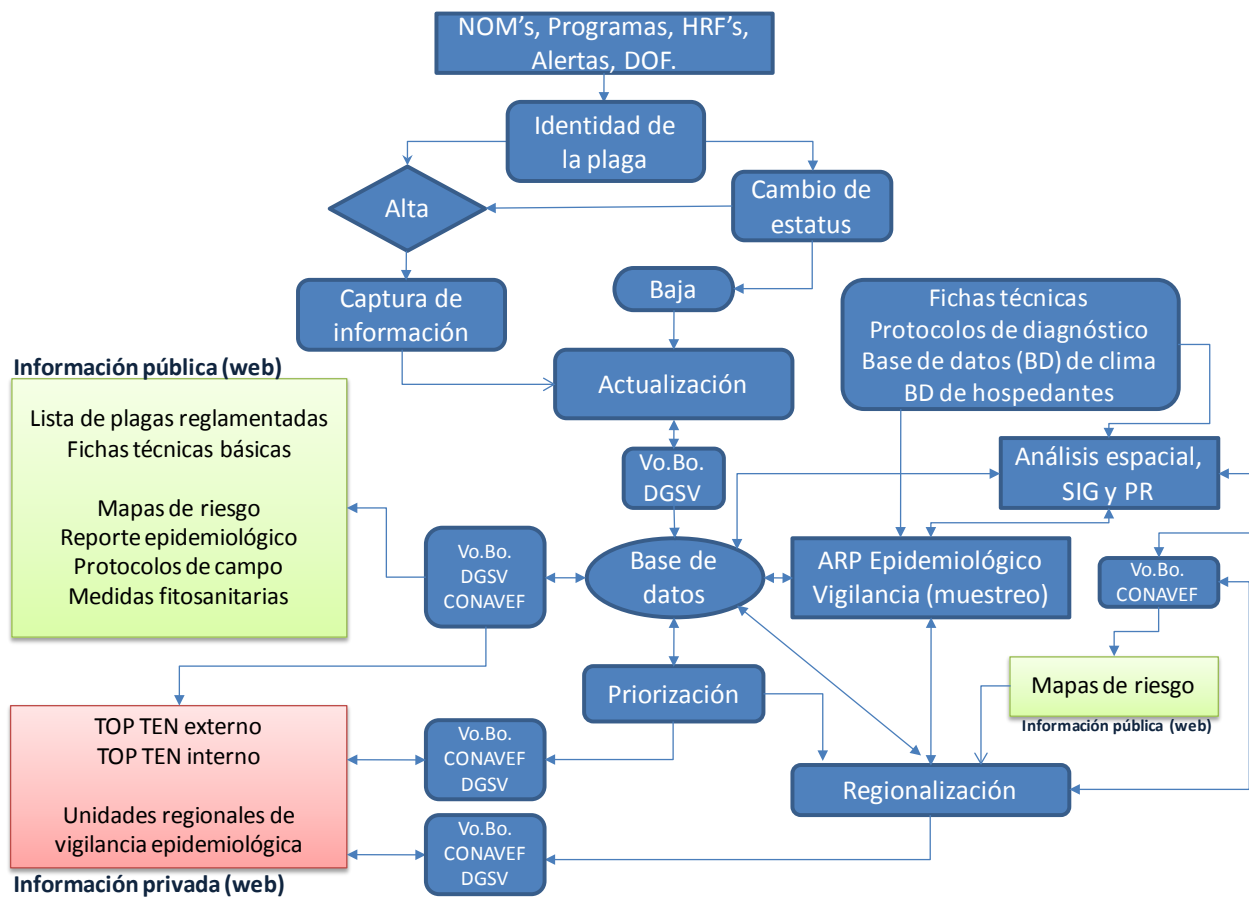 NOM's, Programas, HRF's,
Alertas, DOF.
Identidad de
la plaga
Alta
Cambio de
estatus
Captura de
información
Baja
Fichas técnicas
Protocolos de diagnóstico
Base de datos (BD) de clima
BD de hospedantes
Actualización
Información pública (web)
Lista de plagas reglamentadas
Fichas técnicas básicas
Mapas de riesgo
Reporte epidemiológico
Protocolos de campo
Medidas fitosanitarias
Vo.Bo.
DGSV
Análisis espacial,
SIG y PR
Vo.Bo.
DGSV
CONAVEF
Base de
datos
ARP Epidemiológico
Vigilancia (muestreo)
Vo.Bo.
CONAVEF
Priorización
Mapas de riesgo
Información pública (web)
TOP TEN externo
TOP TEN interno
Unidades regionales de
vigilancia epidemiológica
Información privada (web)
Vo.Bo.
CONAVEF
DGSV
Regionalización
Vo.Bo.
CONAVEF
DGSV